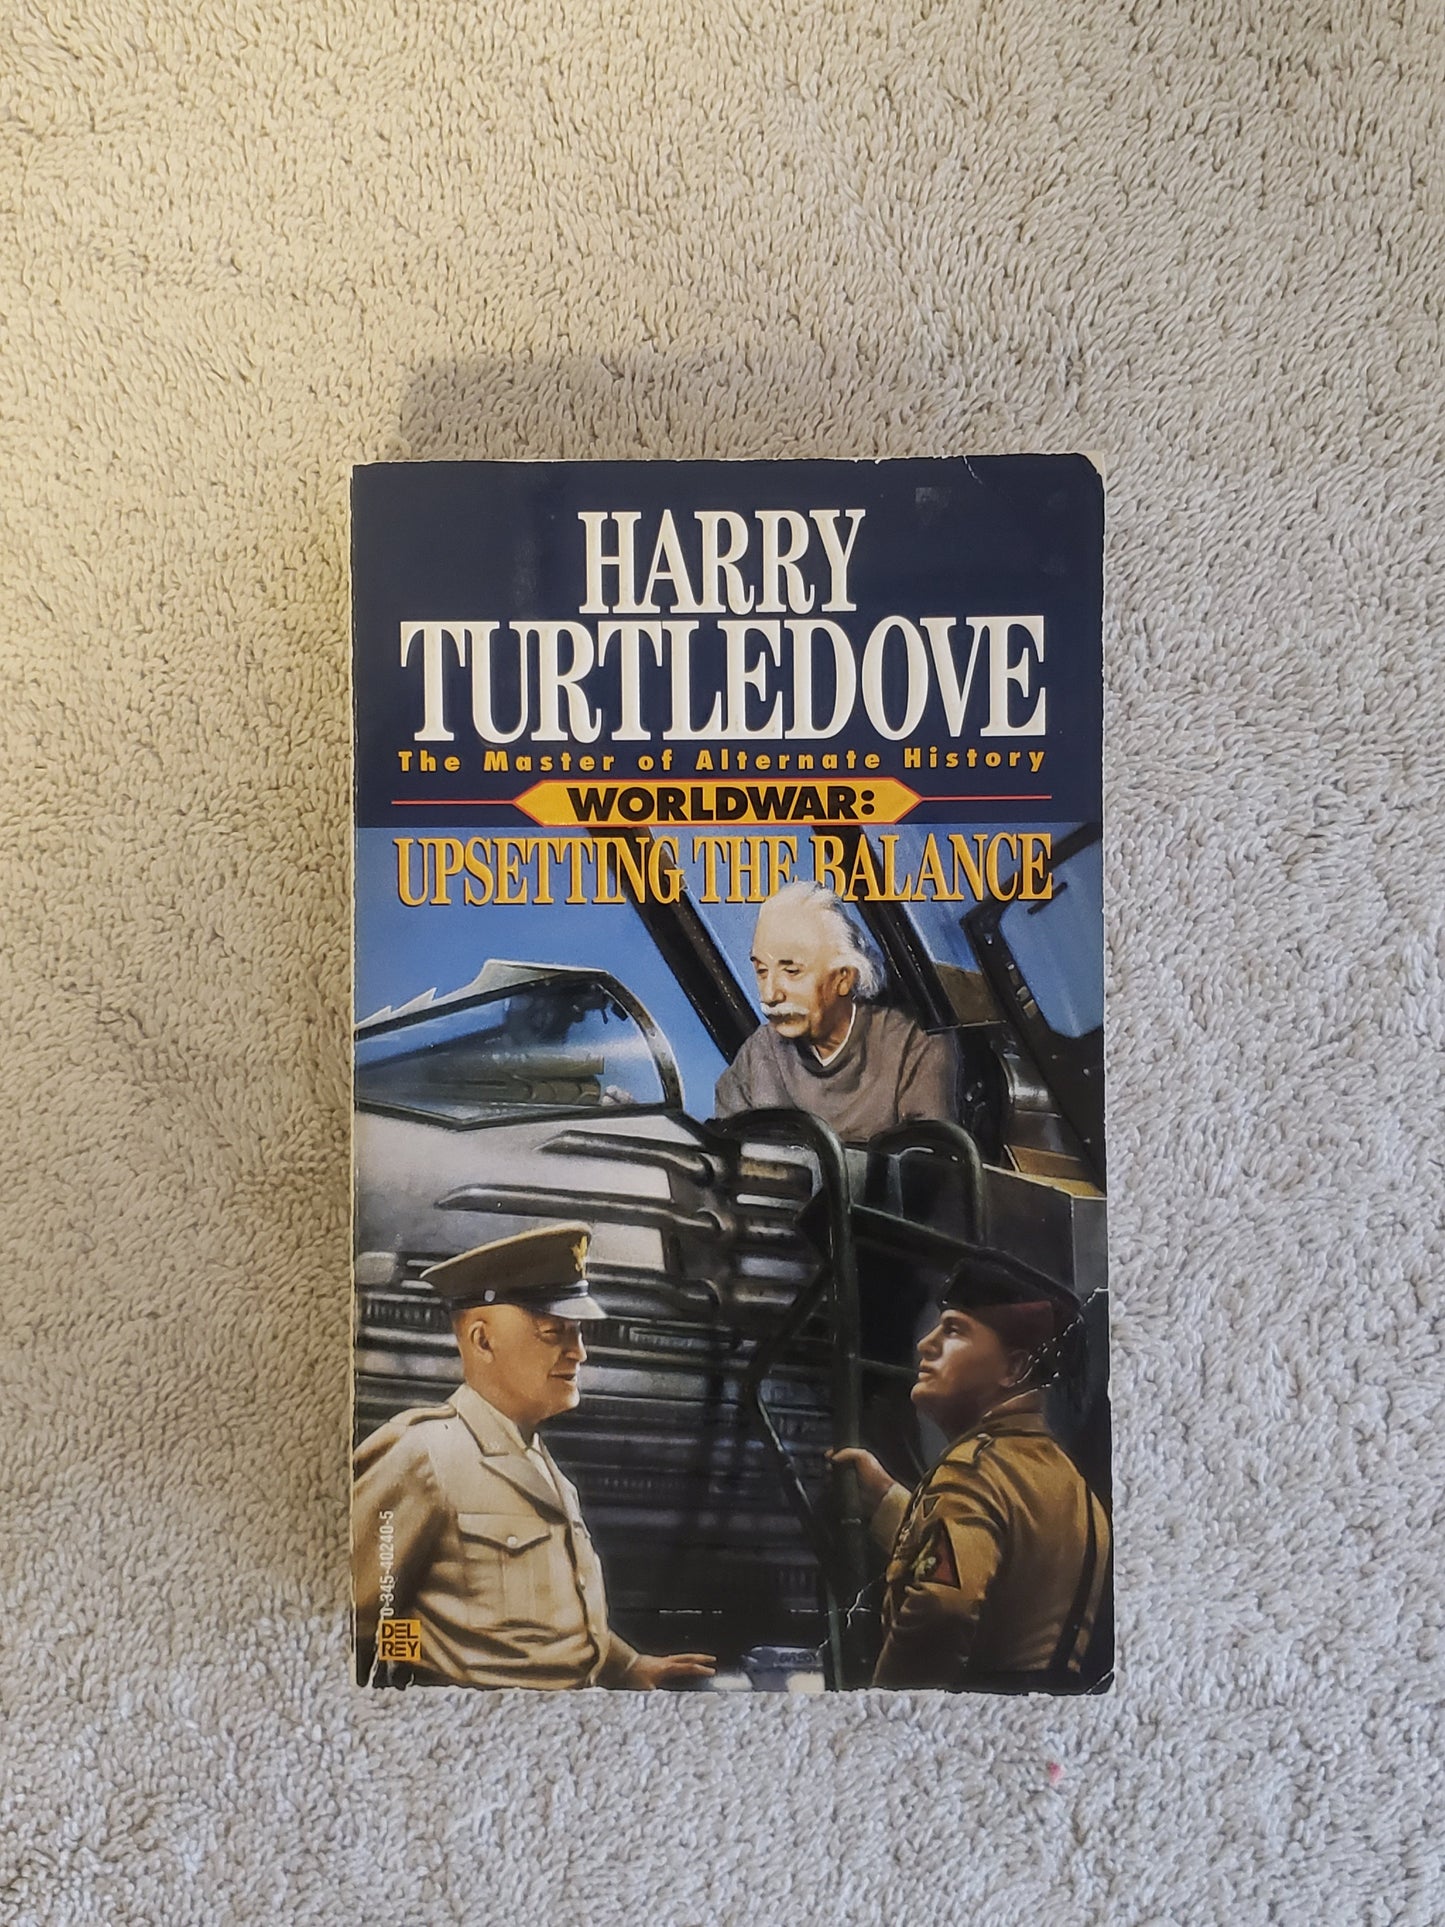 HARRY
TURTLEDOVE
The Master of Alternate History
WORLDWAR:
UPSETTING THE BALANCE
0-345-40240-5
DEL
REY